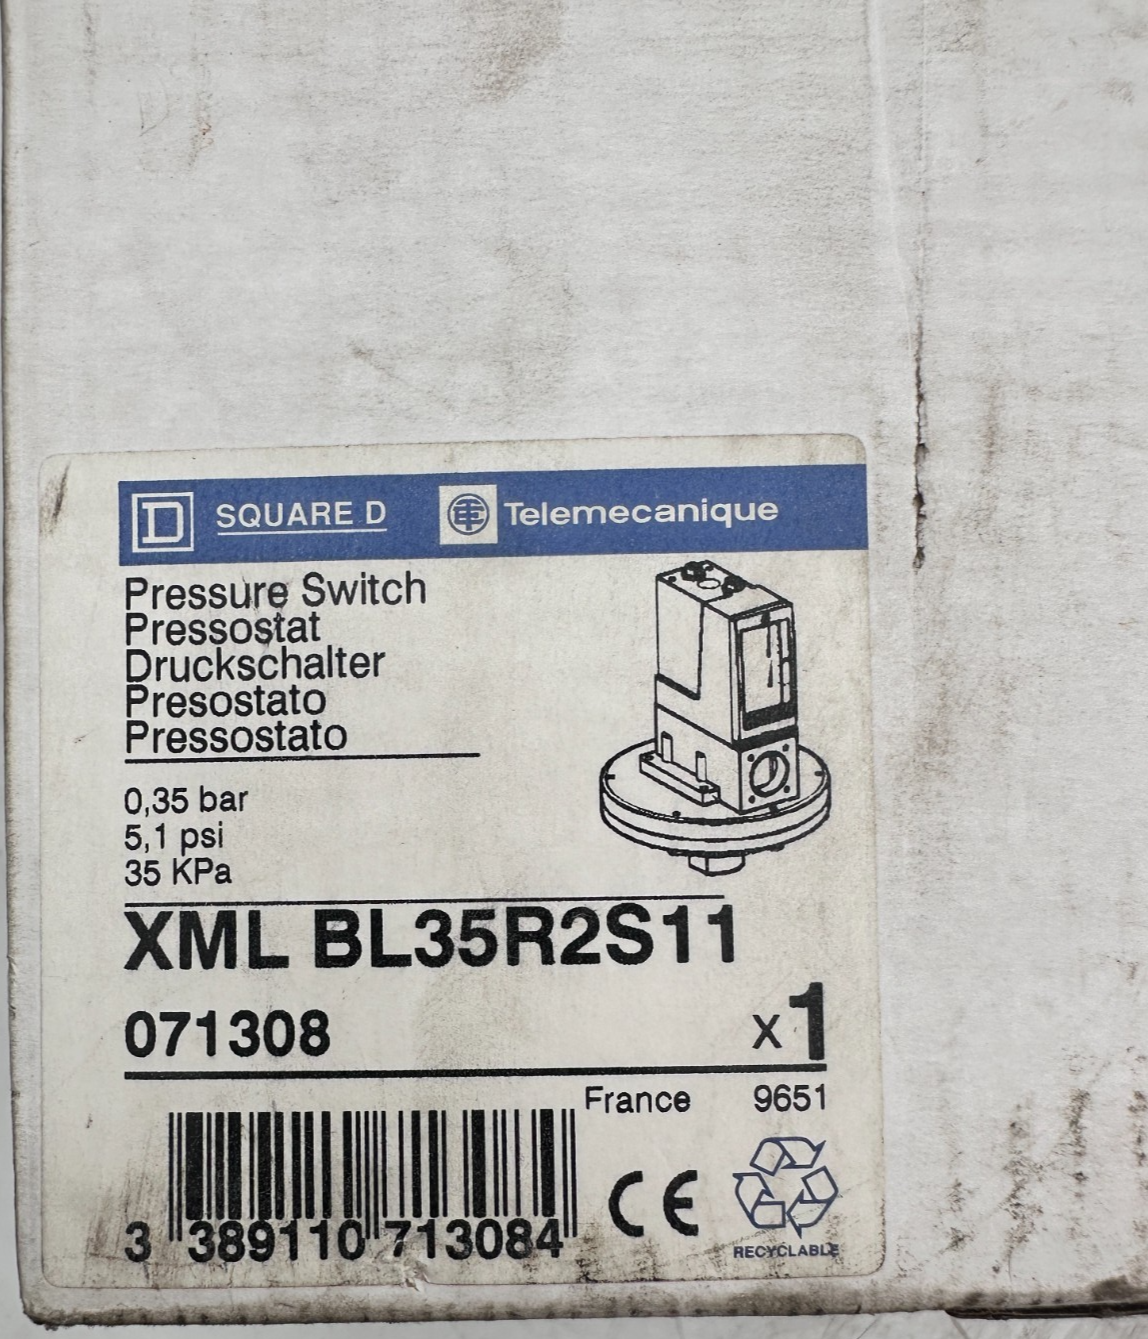 D SQUARE D Telemecanique
Pressure Switch
Pressostat
Druckschalter
Presostato
Pressostato
0,35 bar
5,1 psi
35 KPa
XML BL35R2S11
071308 x1
France 9651
3 389110 713084 CE
RECYCLABLE